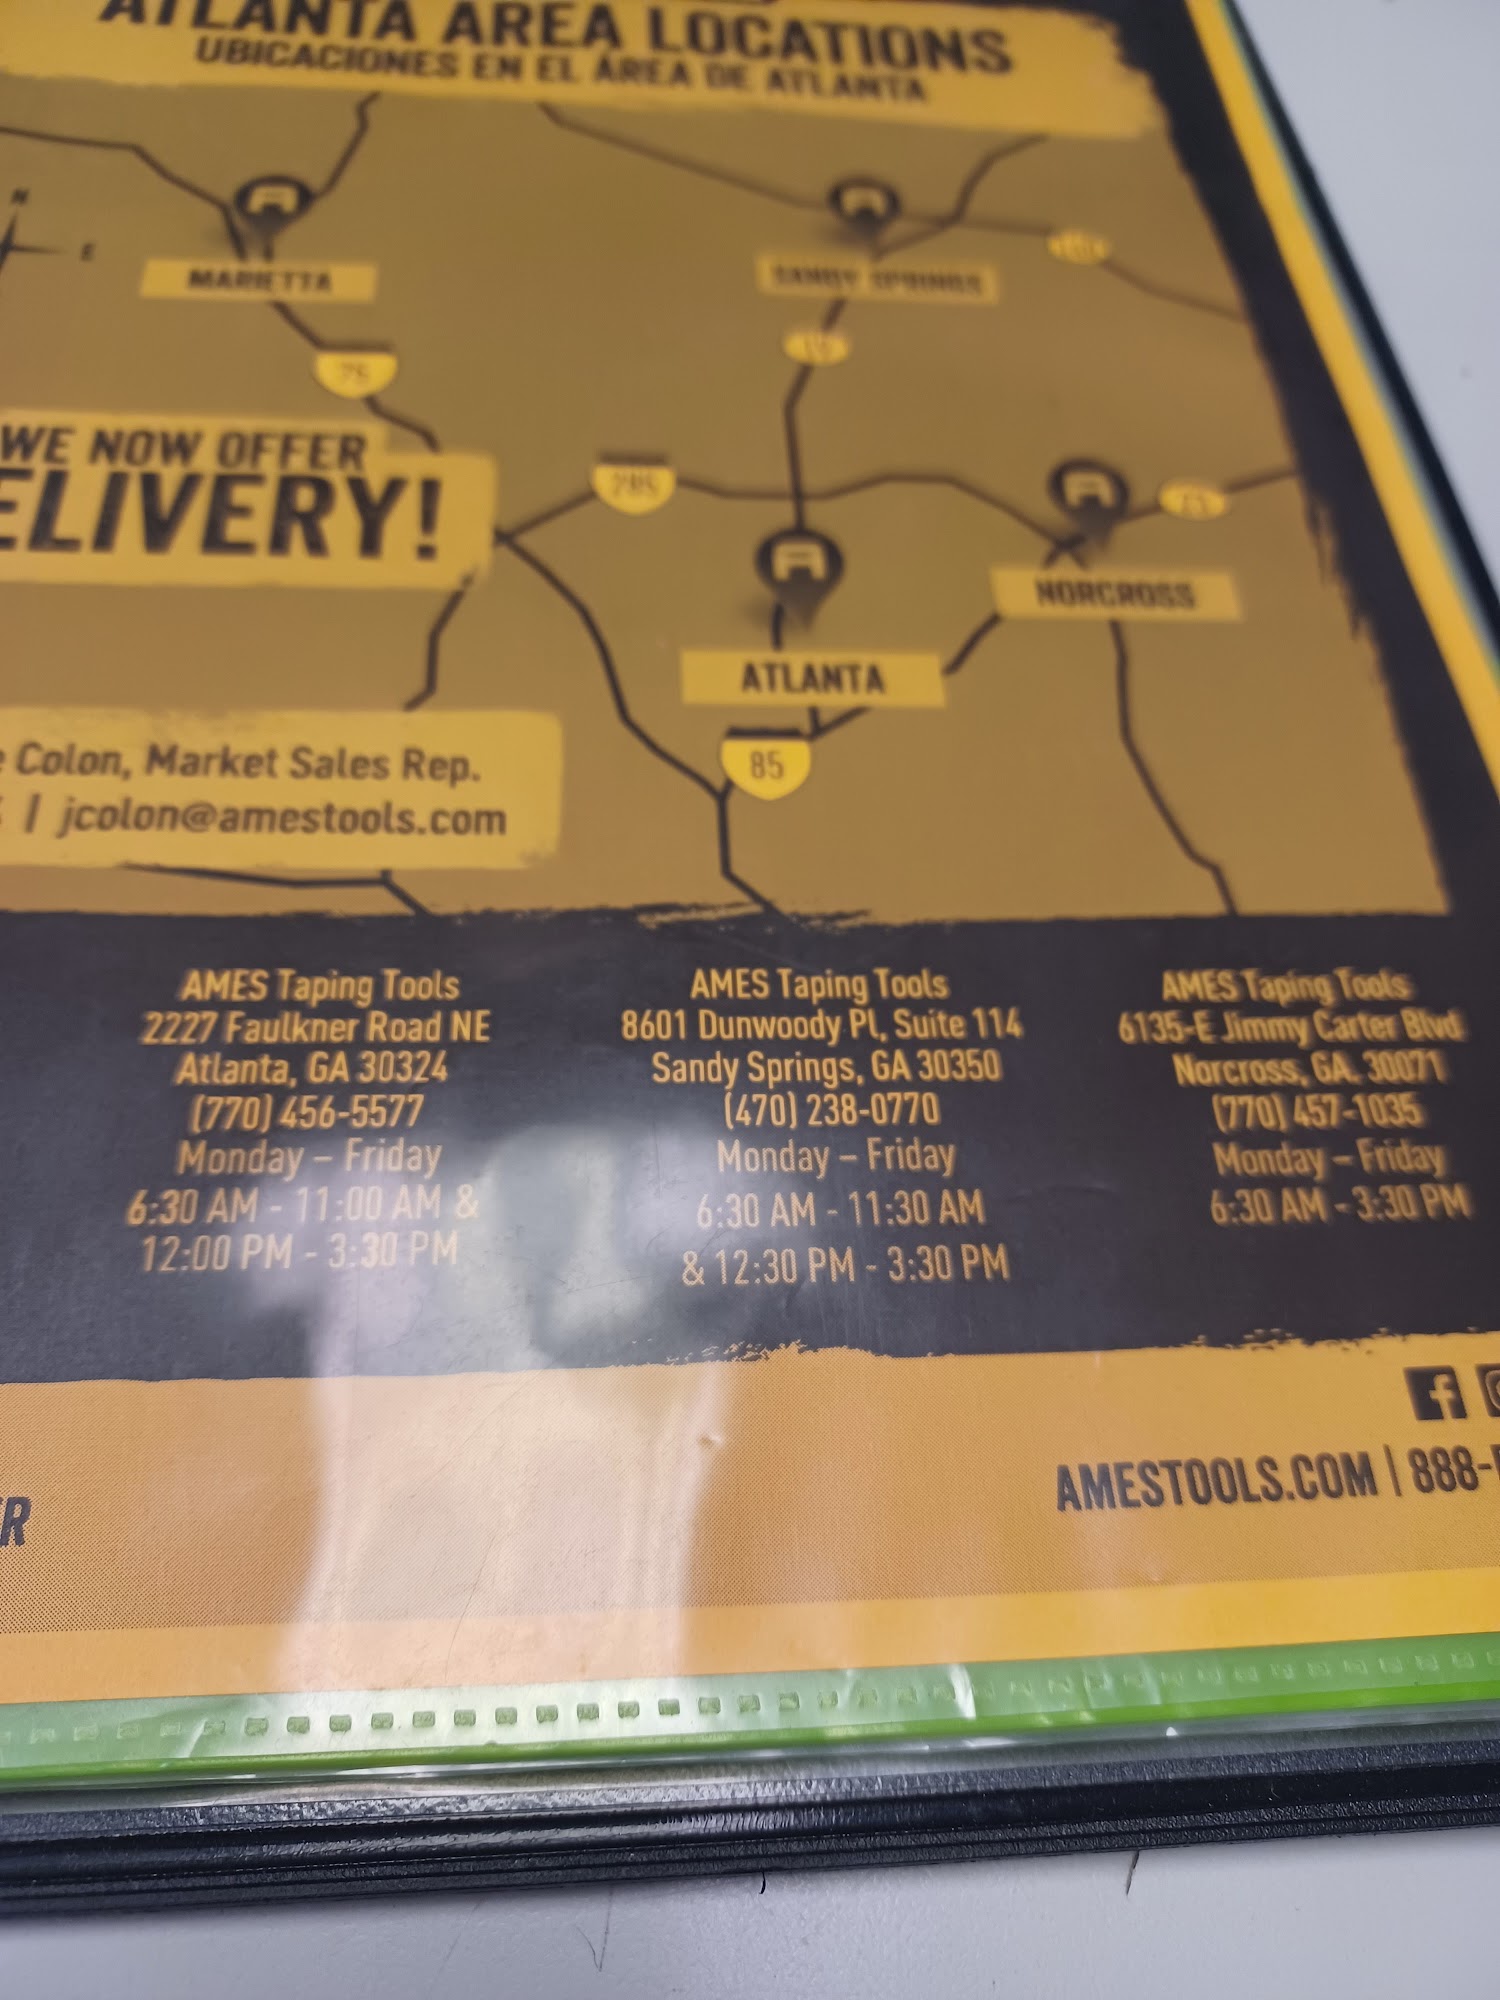 ATLANTA AREA LOCATIONS
UBICACIONES EN EL ÁREA DE ATLANTA
N
E
MARIETTA
SANDY SPRINGS
75
19
WE NOW OFFER
ELIVERY!
285
23
NORCROSS
ATLANTA
85
e Colon, Market Sales Rep.
| jcolon@amestools.com
AMES Taping Tools
2227 Faulkner Road NE
Atlanta, GA 30324
(770) 456-5577
Monday – Friday
6:30 AM - 11:00 AM &
12:00 PM - 3:30 PM
AMES Taping Tools
8601 Dunwoody Pl, Suite 114
Sandy Springs, GA 30350
(470) 238-0770
Monday – Friday
6:30 AM - 11:30 AM
& 12:30 PM - 3:30 PM
AMES Taping Tools
6135-E Jimmy Carter Blvd
Norcross, GA. 30071
(770) 457-1035
Monday – Friday
6:30 AM - 3:30 PM
f
AMESTOOLS.COM | 888-
ER